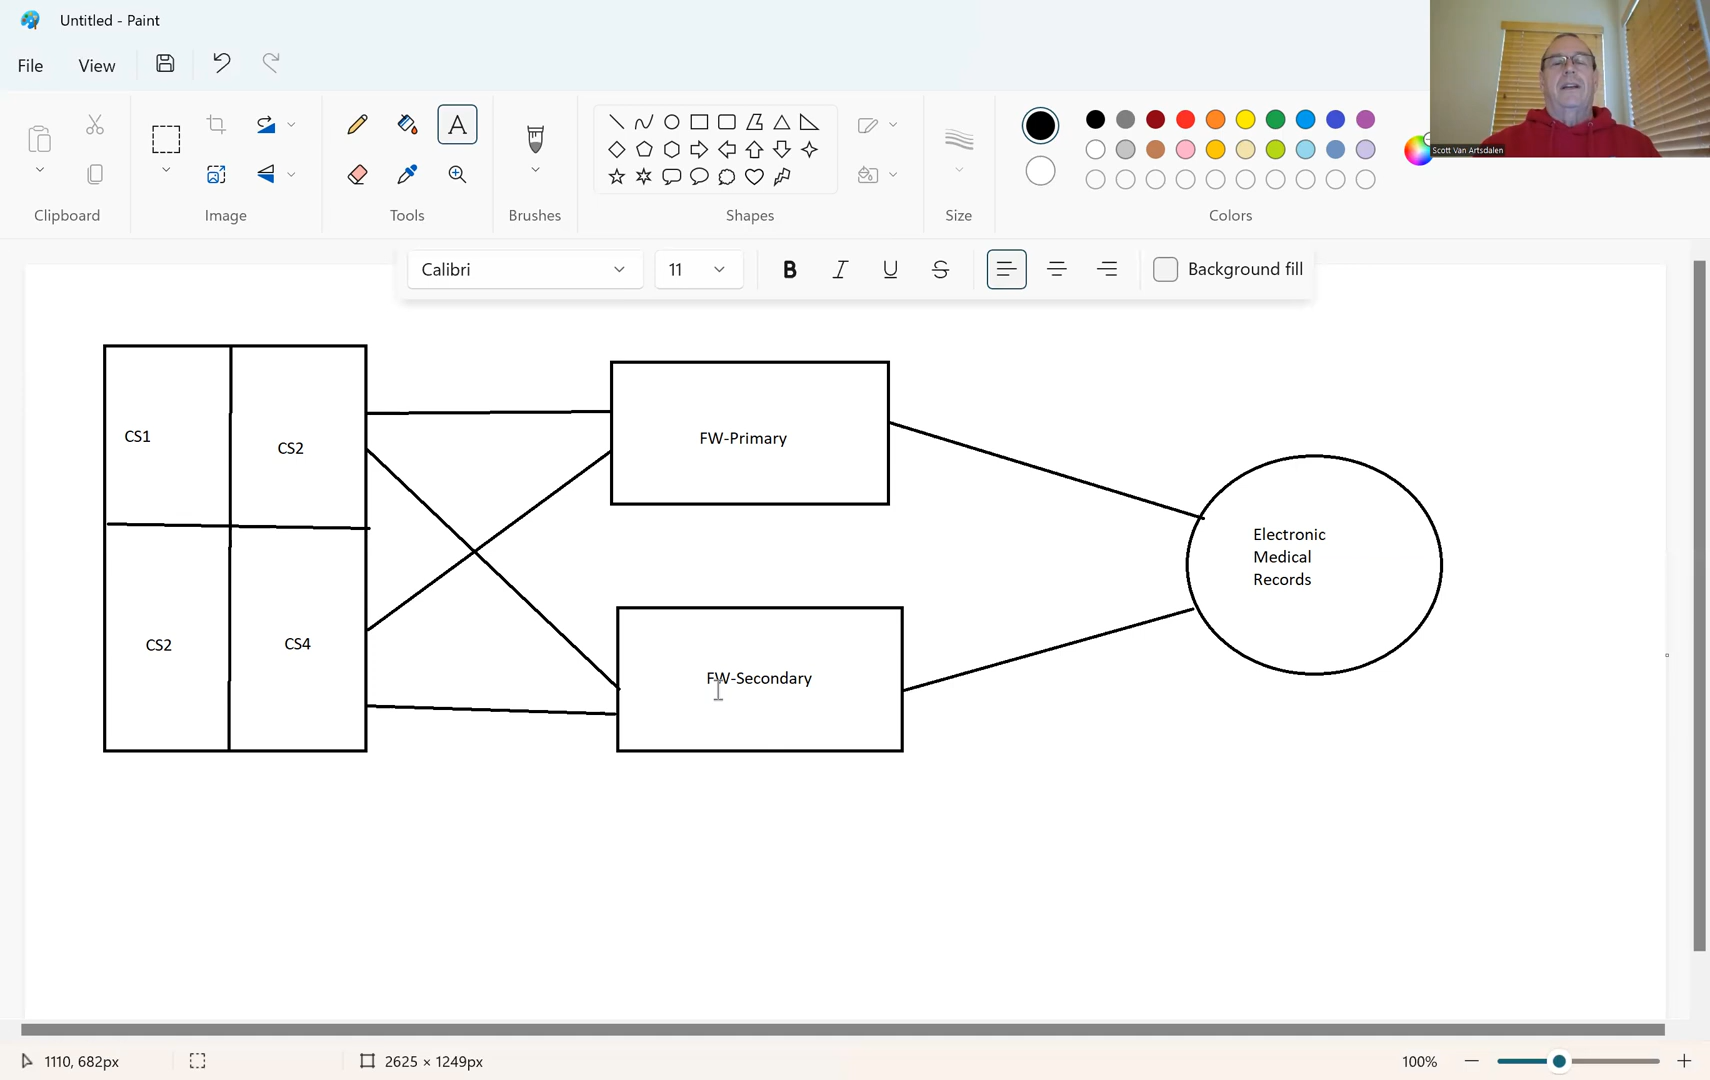 Untitled - Paint
File
View
Clipboard
Image
Tools
Brushes
Shapes
Size
Colors
Scott Van Artsdalen
Calibri
11
B
I
U
S
Background fill
CS1
CS2
CS2
CS4
FW-Primary
FW-Secondary
Electronic
Medical
Records
1110, 682px
2625 × 1249px
100%